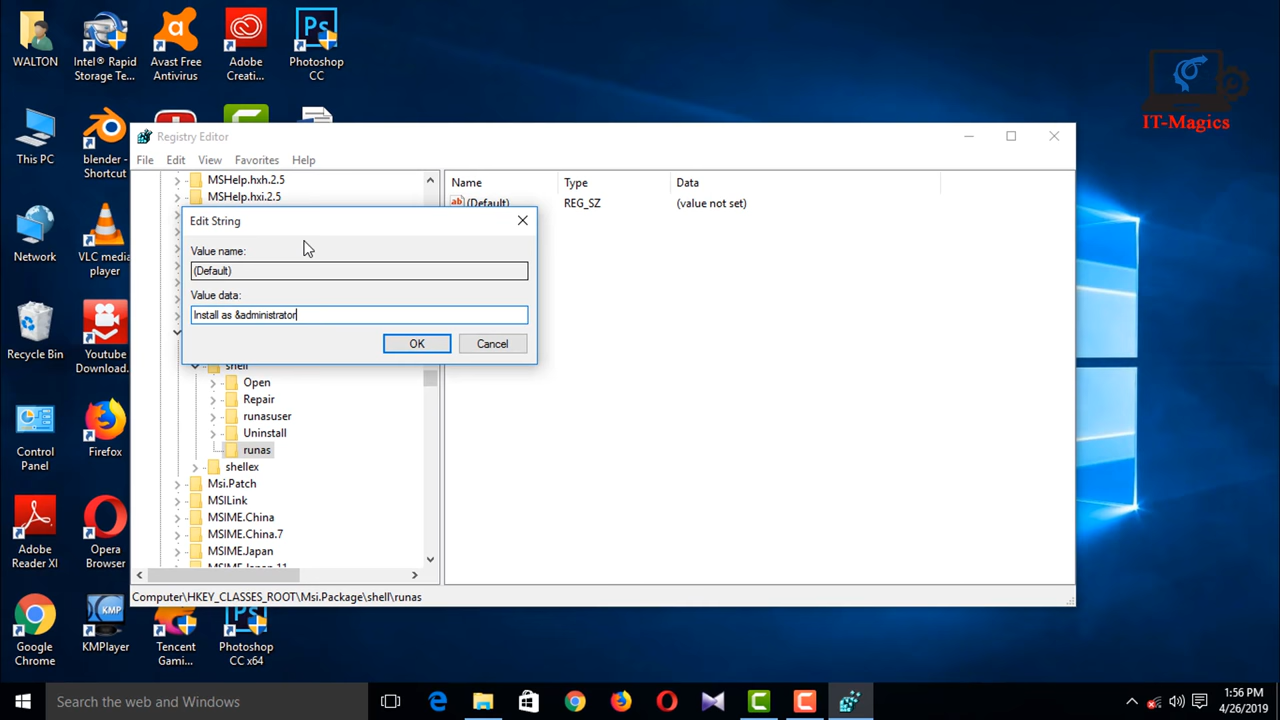 WALTON
Intel® Rapid
Storage Te...
Avast Free
Antivirus
Adobe
Creati...
Ps
Photoshop
CC
This PC
blender -
Shortcut
Network
VLC media
player
Recycle Bin
Youtube
Download...
Control
Panel
Firefox
Adobe
Reader XI
Opera
Browser
Google
Chrome
KMP
KMPlayer
Tencent
Gami...
Photoshop
CC x64
IT-Magics
Registry Editor
File Edit View Favorites Help
MSHelp.hxh.2.5
MSHelp.hxi.2.5
shell
Open
Repair
runasuser
Uninstall
runas
shellex
Msi.Patch
MSILink
MSIME.China
MSIME.China.7
MSIME.Japan
MSIME.Japan.11
Name Type Data
ab (Default) REG_SZ (value not set)
Edit String
Value name:
(Default)
Value data:
Install as &administrator
OK Cancel
Computer\HKEY_CLASSES_ROOT\Msi.Package\shell\runas
Search the web and Windows
1:56 PM
4/26/2019